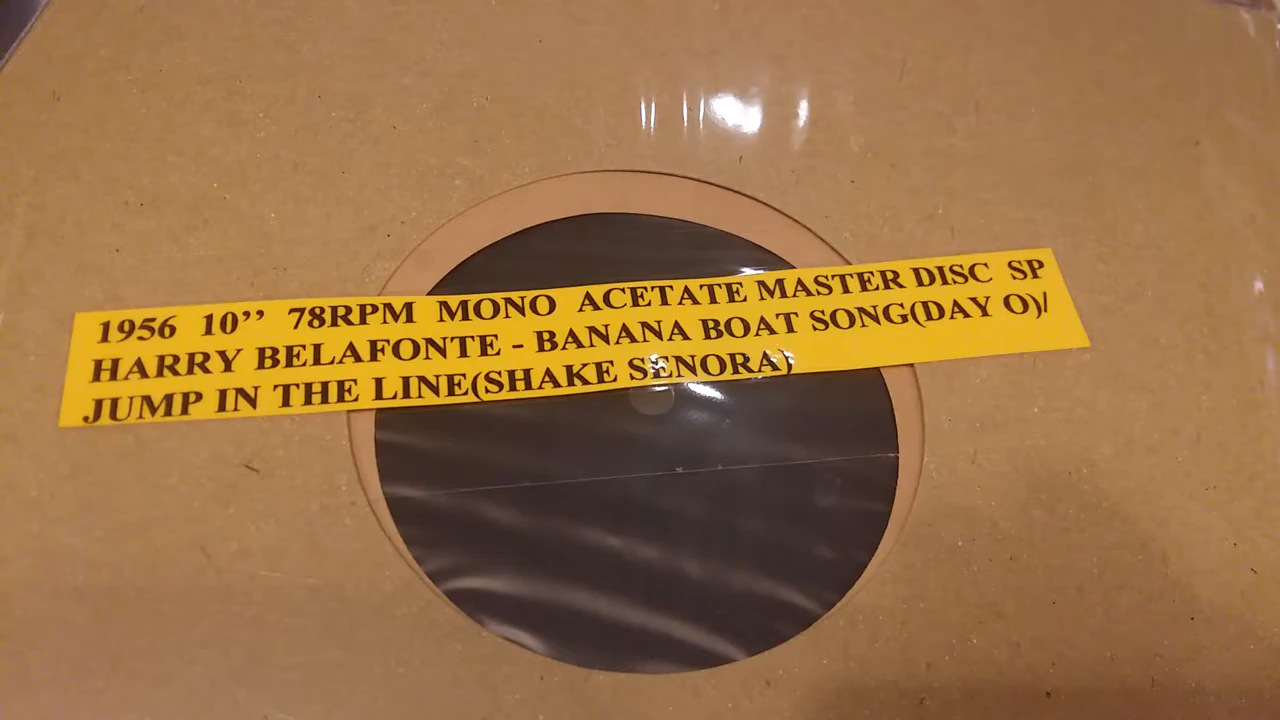 1956 10’’ 78RPM MONO ACETATE MASTER DISC SP
HARRY BELAFONTE - BANANA BOAT SONG(DAY O)/
JUMP IN THE LINE(SHAKE SENORA)